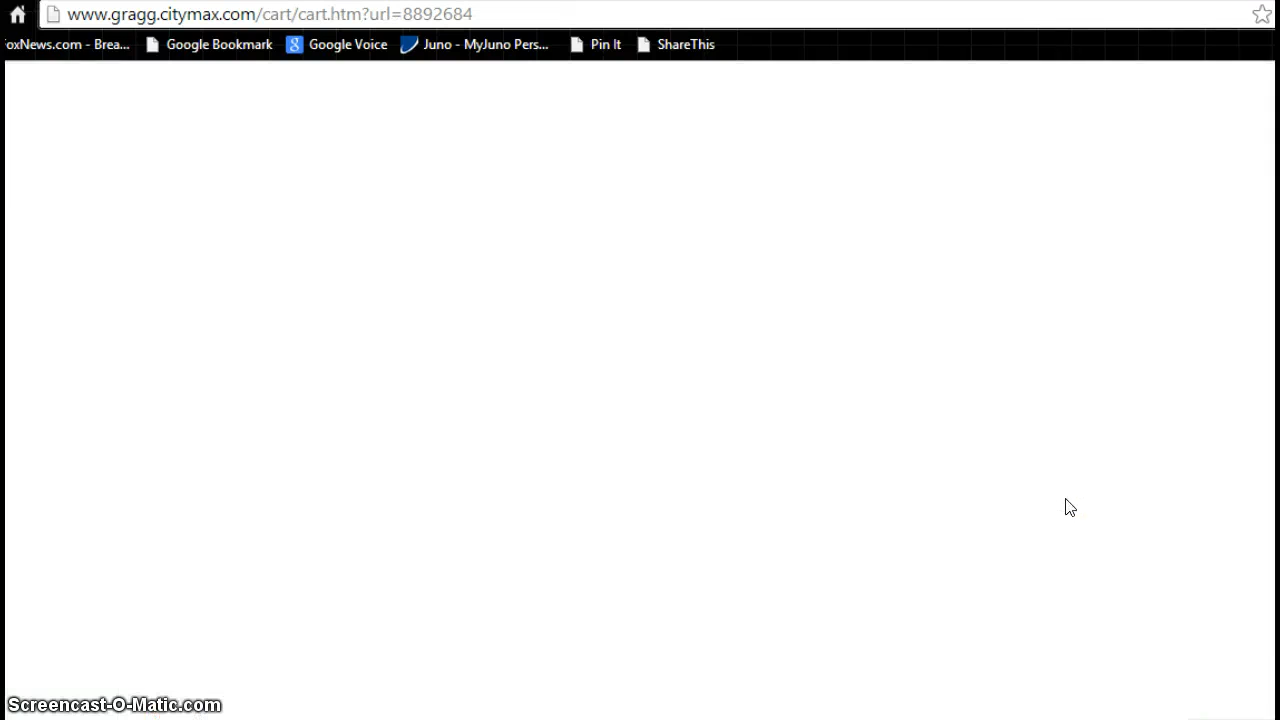 www.gragg.citymax.com/cart/cart.htm?url=8892684
oxNews.com - Brea... Google Bookmark 8 Google Voice Juno - MyJuno Pers... Pin It ShareThis
Screencast-O-Matic.com